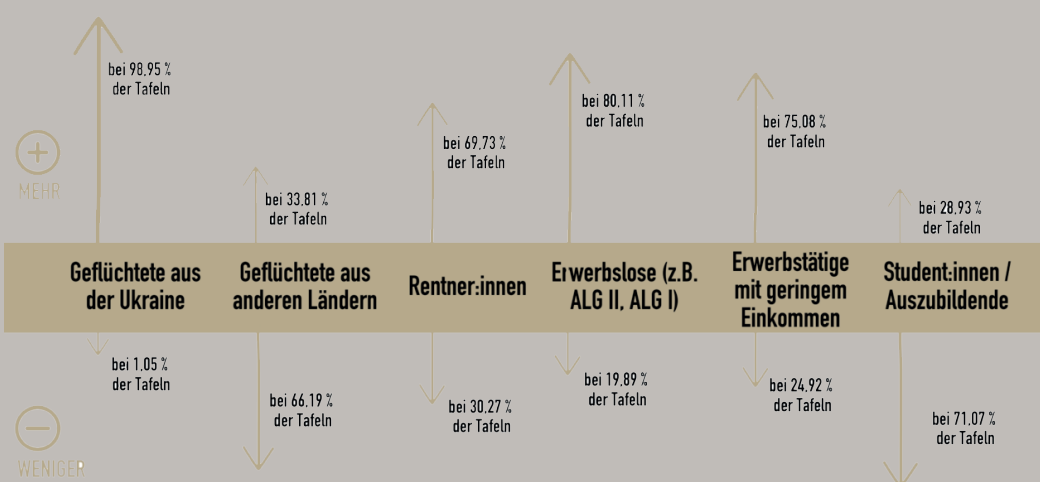 bei 98,95 %
der Tafeln
bei 33,81 %
der Tafeln
bei 69,73 %
der Tafeln
bei 80,11 %
der Tafeln
bei 75,08 %
der Tafeln
bei 28,93 %
der Tafeln
MEHR
Geflüchtete aus
der Ukraine
Geflüchtete aus
anderen Ländern
Rentner:innen
Erwerbslose (z.B.
ALG II, ALG I)
Erwerbstätige
mit geringem
Einkommen
Student:innen /
Auszubildende
bei 1,05 %
der Tafeln
bei 66,19 %
der Tafeln
bei 30,27 %
der Tafeln
bei 19,89 %
der Tafeln
bei 24,92 %
der Tafeln
bei 71,07 %
der Tafeln
WENIGER